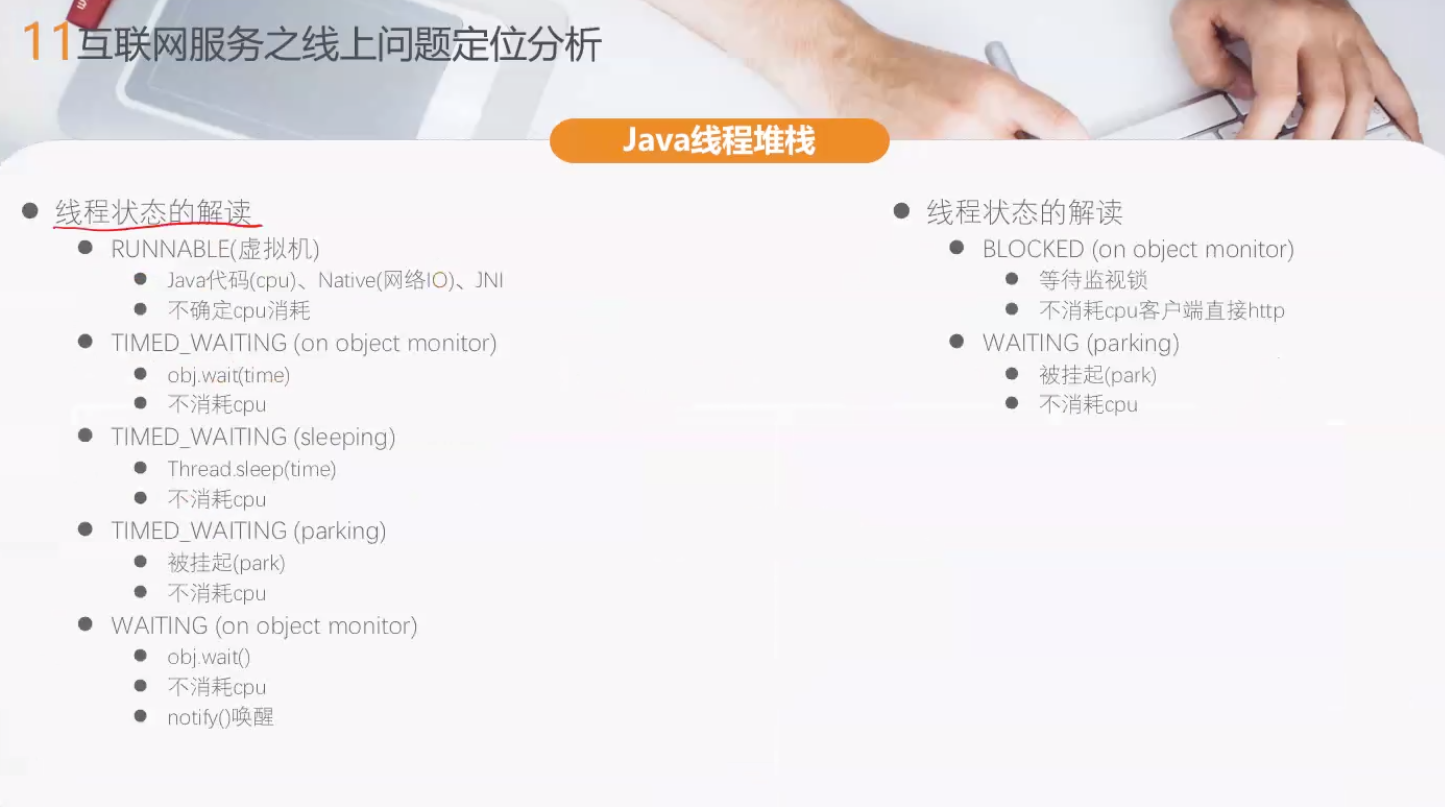 11互联网服务之线上问题定位分析
Java线程堆栈
线程状态的解读
RUNNABLE(虚拟机)
Java代码(cpu)、Native(网络IO)、JNI
不确定cpu消耗
TIMED_WAITING (on object monitor)
obj.wait(time)
不消耗cpu
TIMED_WAITING (sleeping)
Thread.sleep(time)
不消耗cpu
TIMED_WAITING (parking)
被挂起(park)
不消耗cpu
WAITING (on object monitor)
obj.wait()
不消耗cpu
notify()唤醒
线程状态的解读
BLOCKED (on object monitor)
等待监视锁
不消耗cpu客户端直接http
WAITING (parking)
被挂起(park)
不消耗cpu